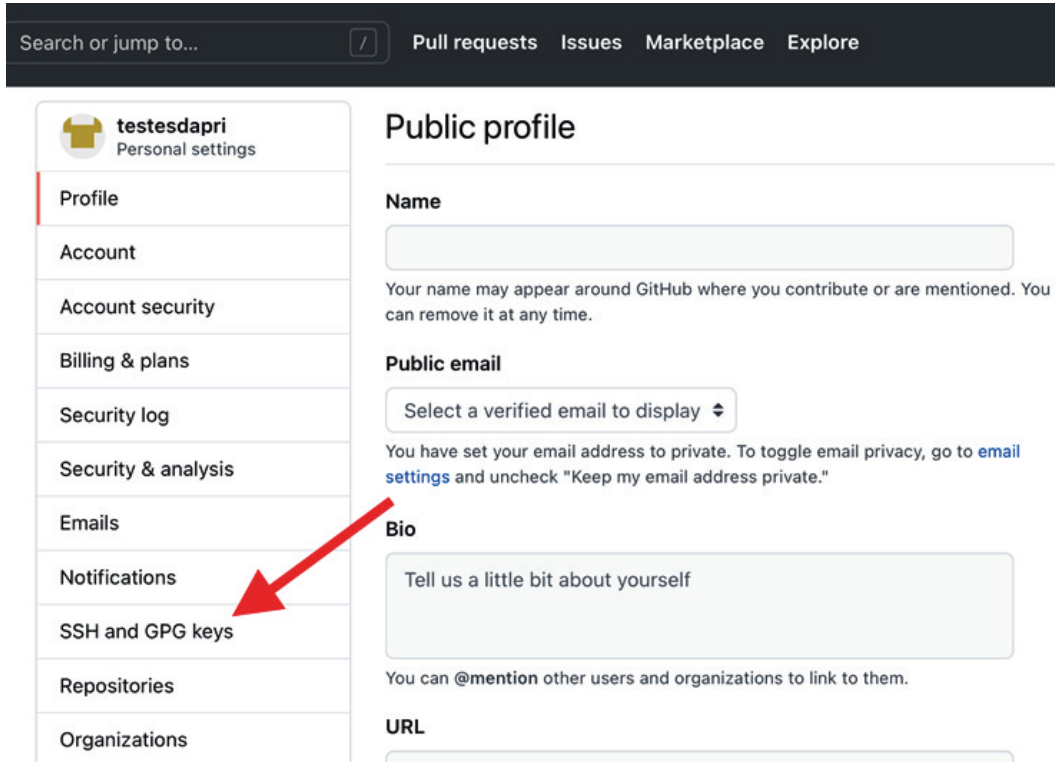 Search or jump to...
/
Pull requests Issues Marketplace Explore
testesdapri
Personal settings
Profile
Account
Account security
Billing & plans
Security log
Security & analysis
Emails
Notifications
SSH and GPG keys
Repositories
Organizations
Public profile
Name
Your name may appear around GitHub where you contribute or are mentioned. You
can remove it at any time.
Public email
Select a verified email to display
You have set your email address to private. To toggle email privacy, go to email
settings and uncheck "Keep my email address private."
Bio
Tell us a little bit about yourself
You can @mention other users and organizations to link to them.
URL